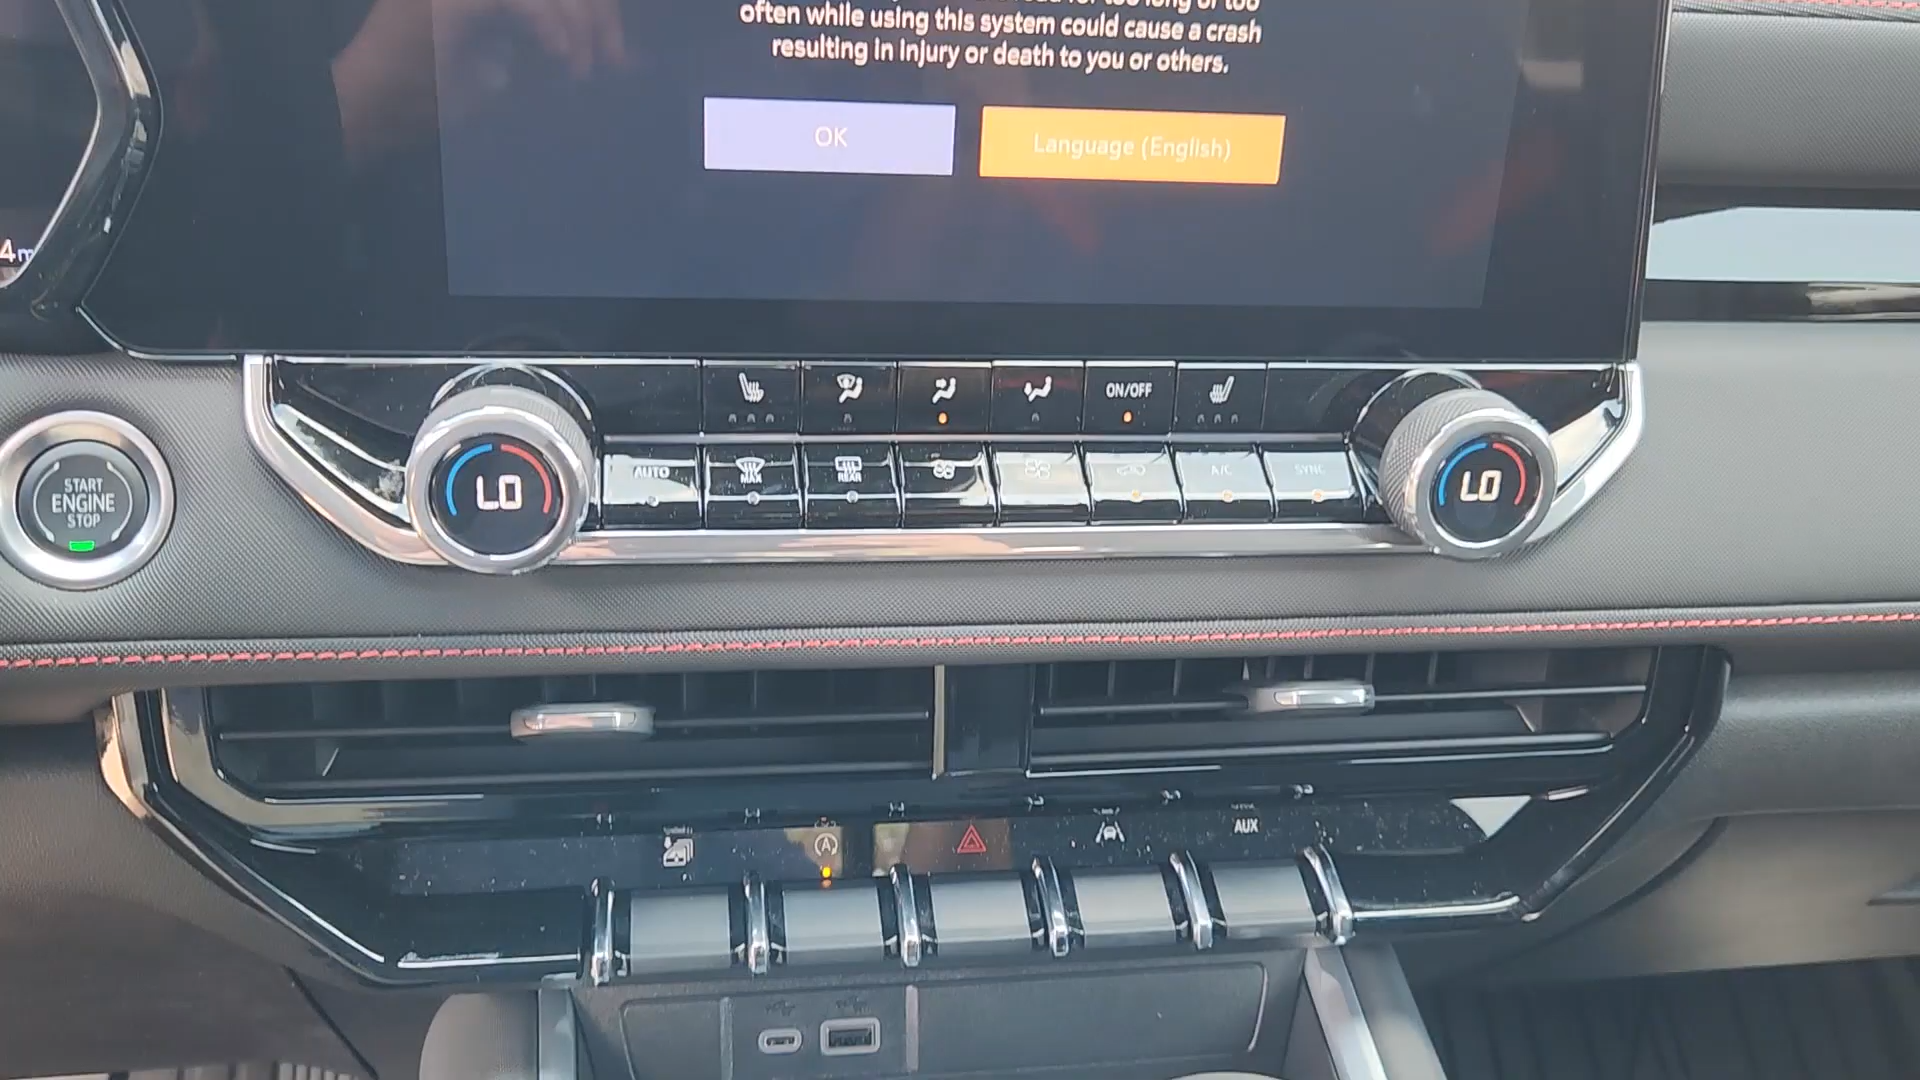 often while using this system could cause a crash
resulting in injury or death to you or others.
OK
Language (English)
4m
ON/OFF
START
ENGINE
STOP
LO
AUTO
MAX
REAR
A/C
SYNC
LO
A
AUX